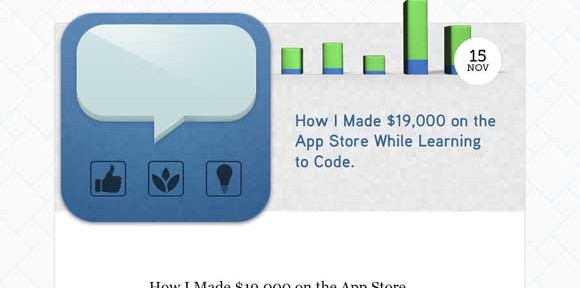 15
NOV
How I Made $19,000 on the
App Store While Learning
to Code.
How I Made $19,000 on the App Store